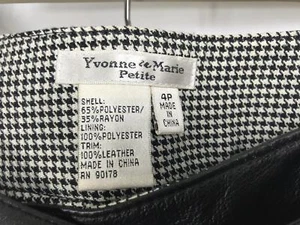 Yvonne de Marie
Petite
SHELL:
65%POLYESTER/
35%RAYON
LINING:
100%POLYESTER
TRIM:
100%LEATHER
MADE IN CHINA
RN 90178
4P
MADE
IN
CHINA